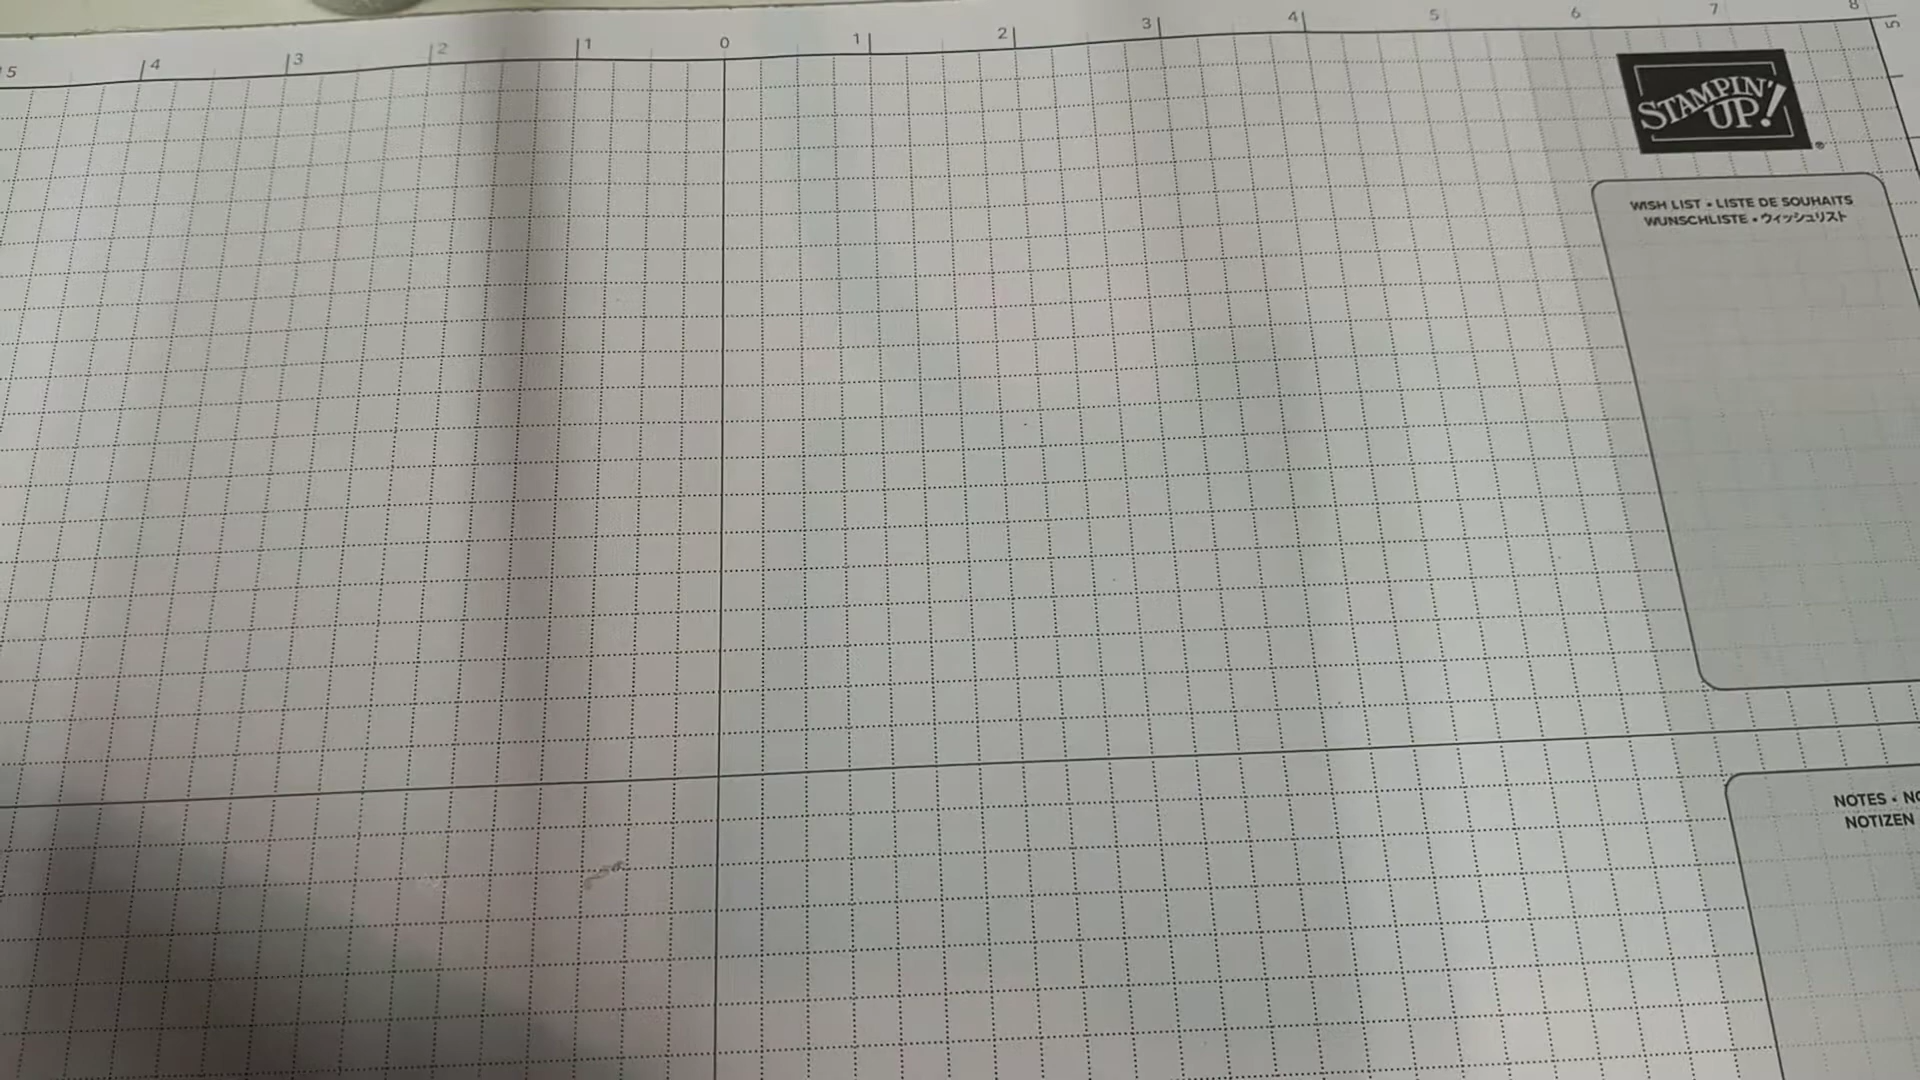 5 4 3 2 1 0 1 2 3 4 5 6 7 8
5
STAMPIN'
UP!
®
WISH LIST • LISTE DE SOUHAITS
WUNSCHLISTE • ウィッシュリスト
NOTES •
NOTIZEN